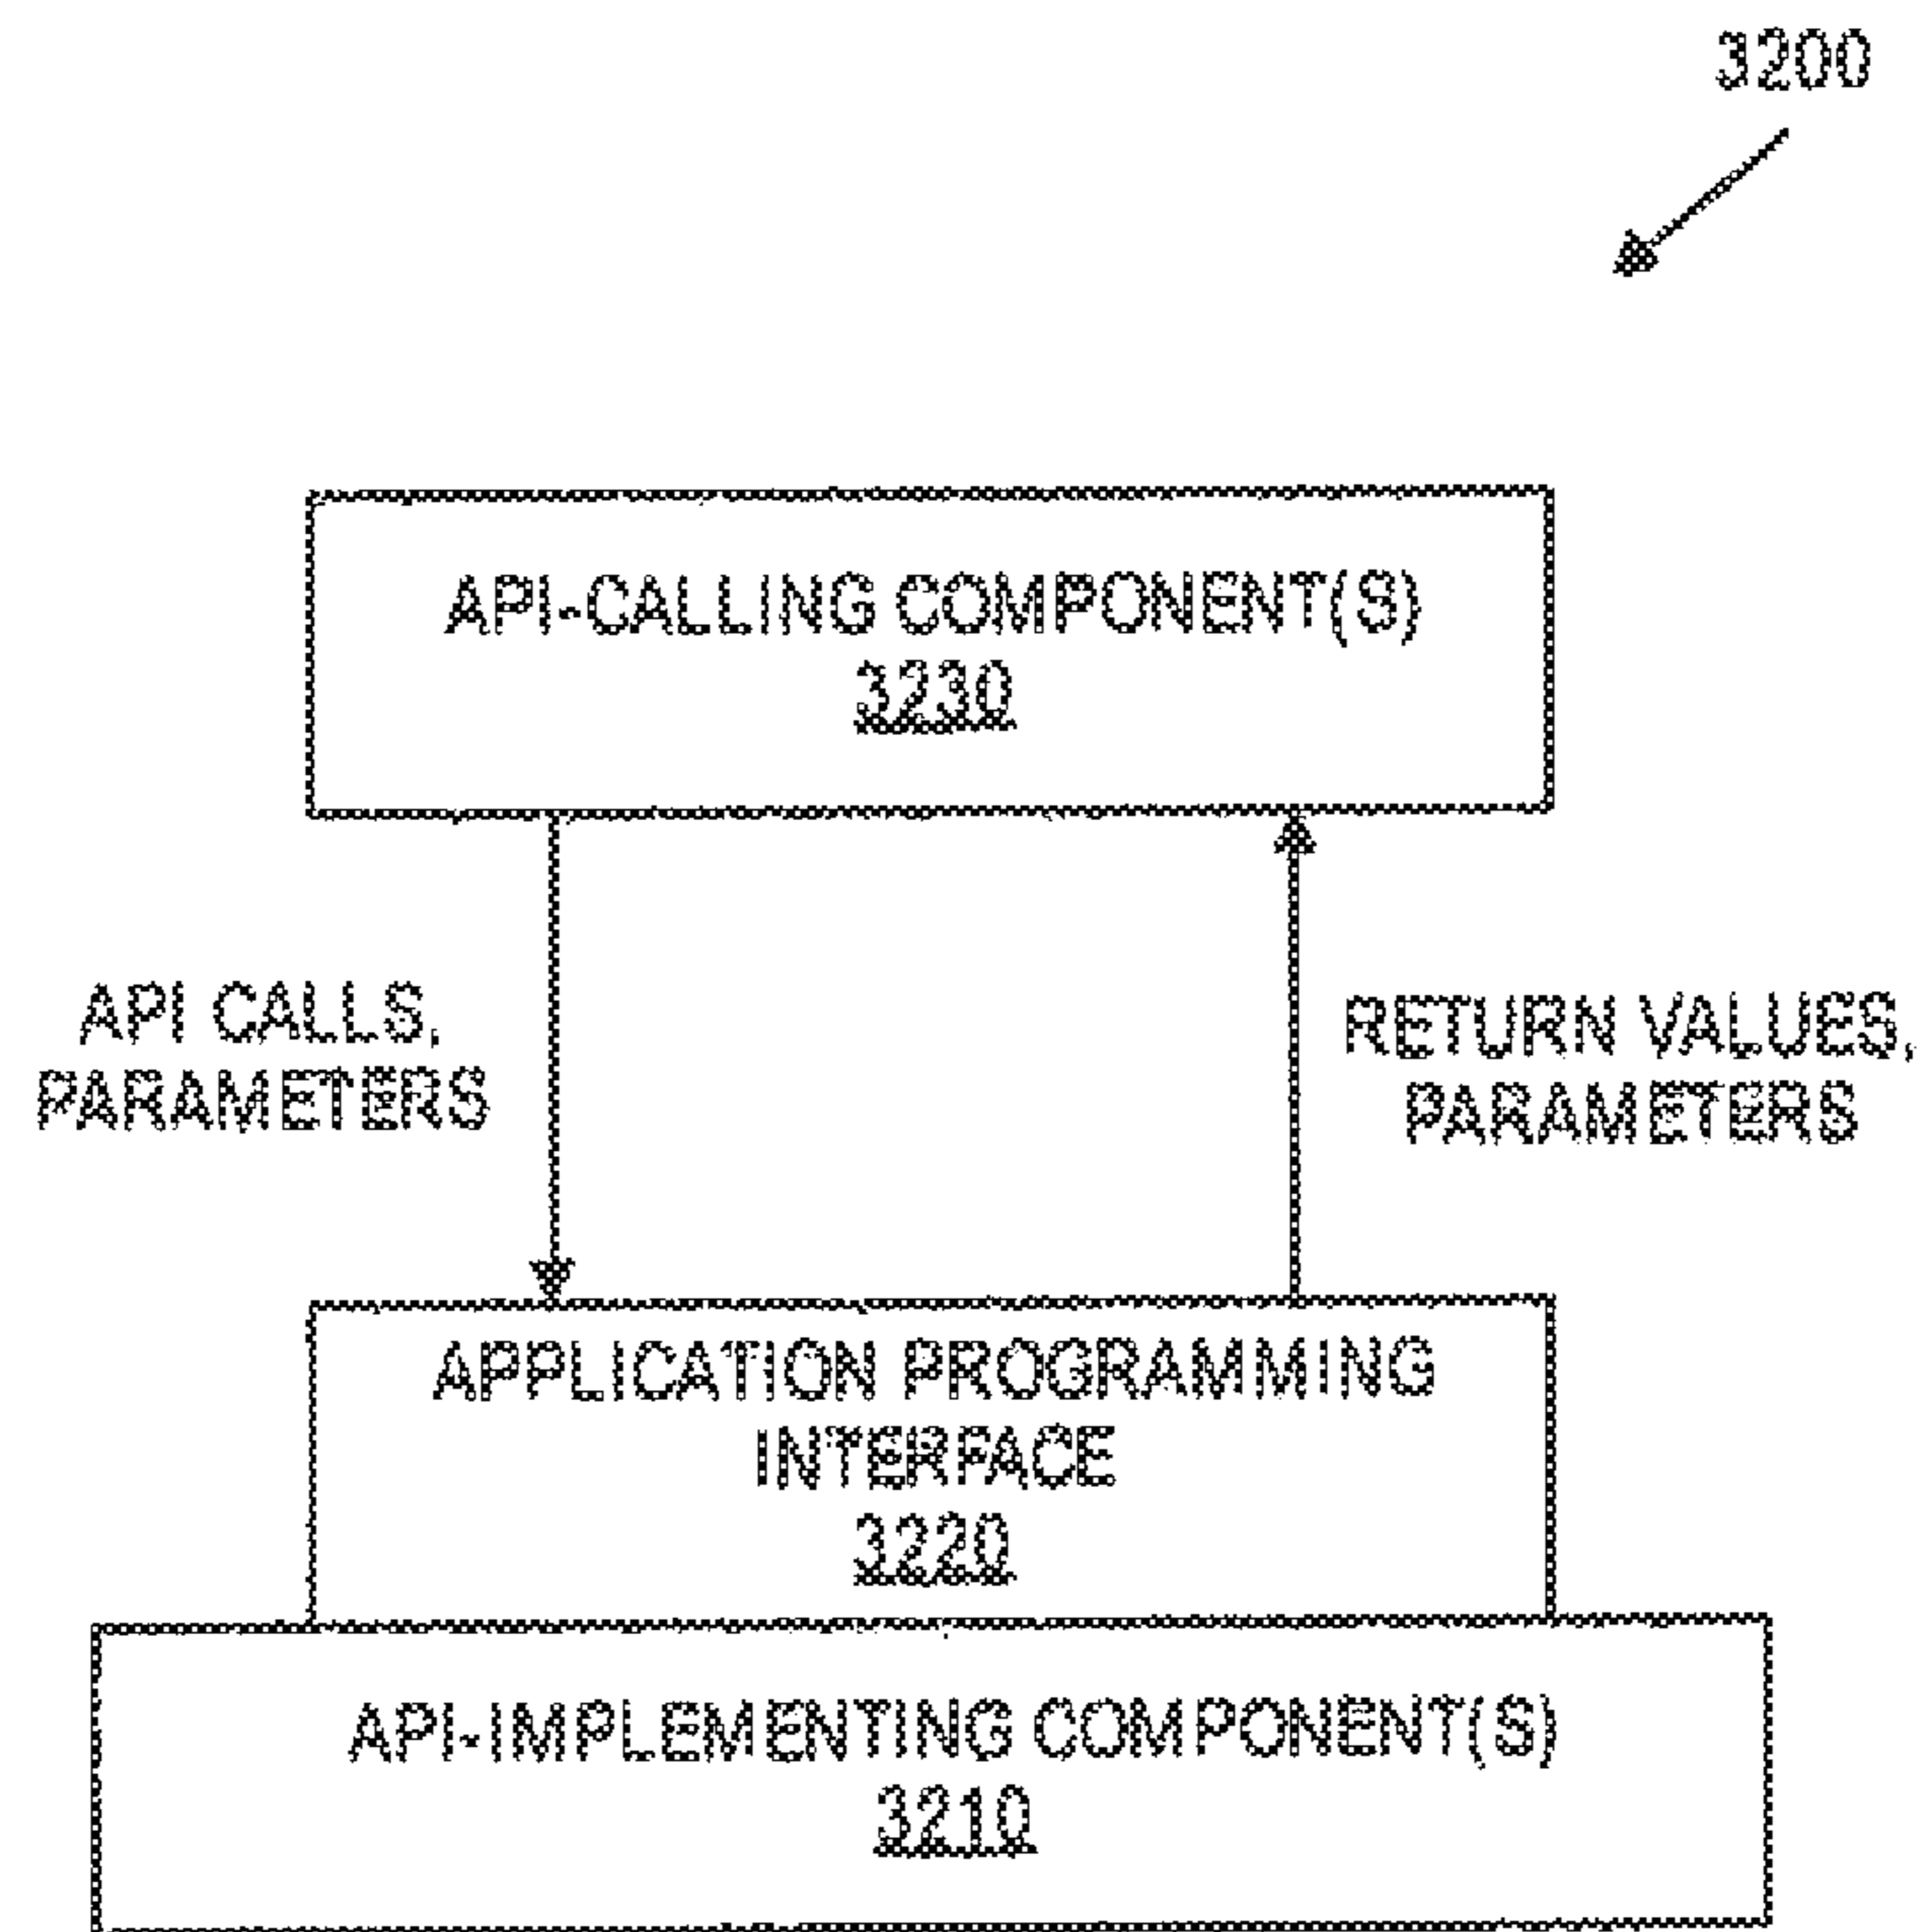 3200
API-CALLING COMPONENT(S)
3230
API CALLS,
PARAMETERS
RETURN VALUES,
PARAMETERS
APPLICATION PROGRAMMING
INTERFACE
3220
API-IMPLEMENTING COMPONENT(S)
3210